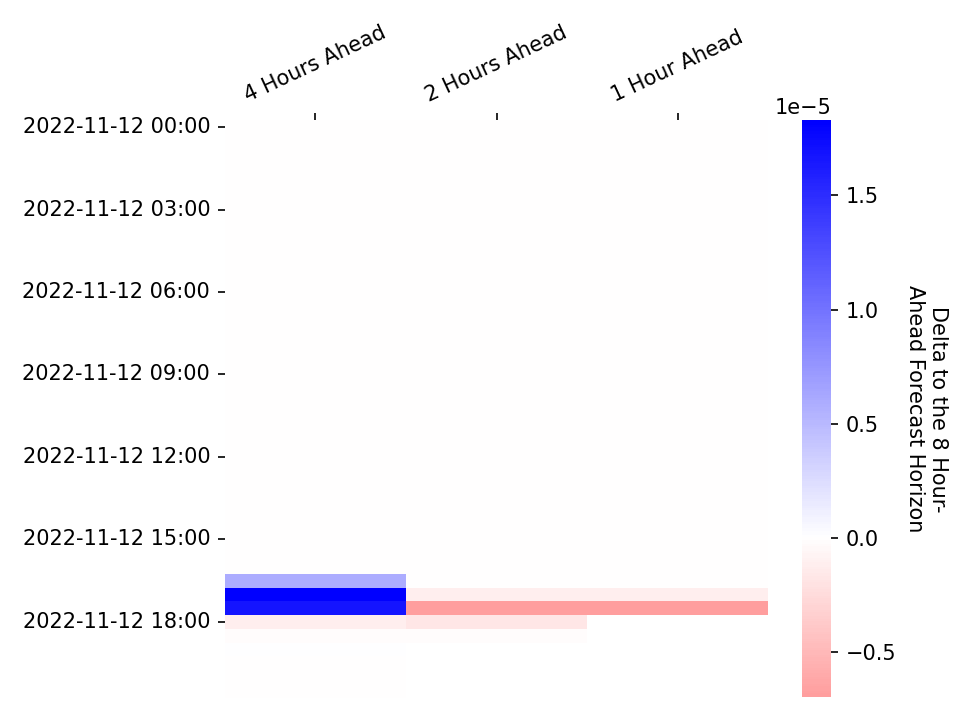 4 Hours Ahead
2 Hours Ahead
1 Hour Ahead
1e−5
2022-11-12 00:00
2022-11-12 03:00
2022-11-12 06:00
2022-11-12 09:00
2022-11-12 12:00
2022-11-12 15:00
2022-11-12 18:00
1.5
1.0
0.5
0.0
−0.5
Delta to the 8 Hour-
Ahead Forecast Horizon